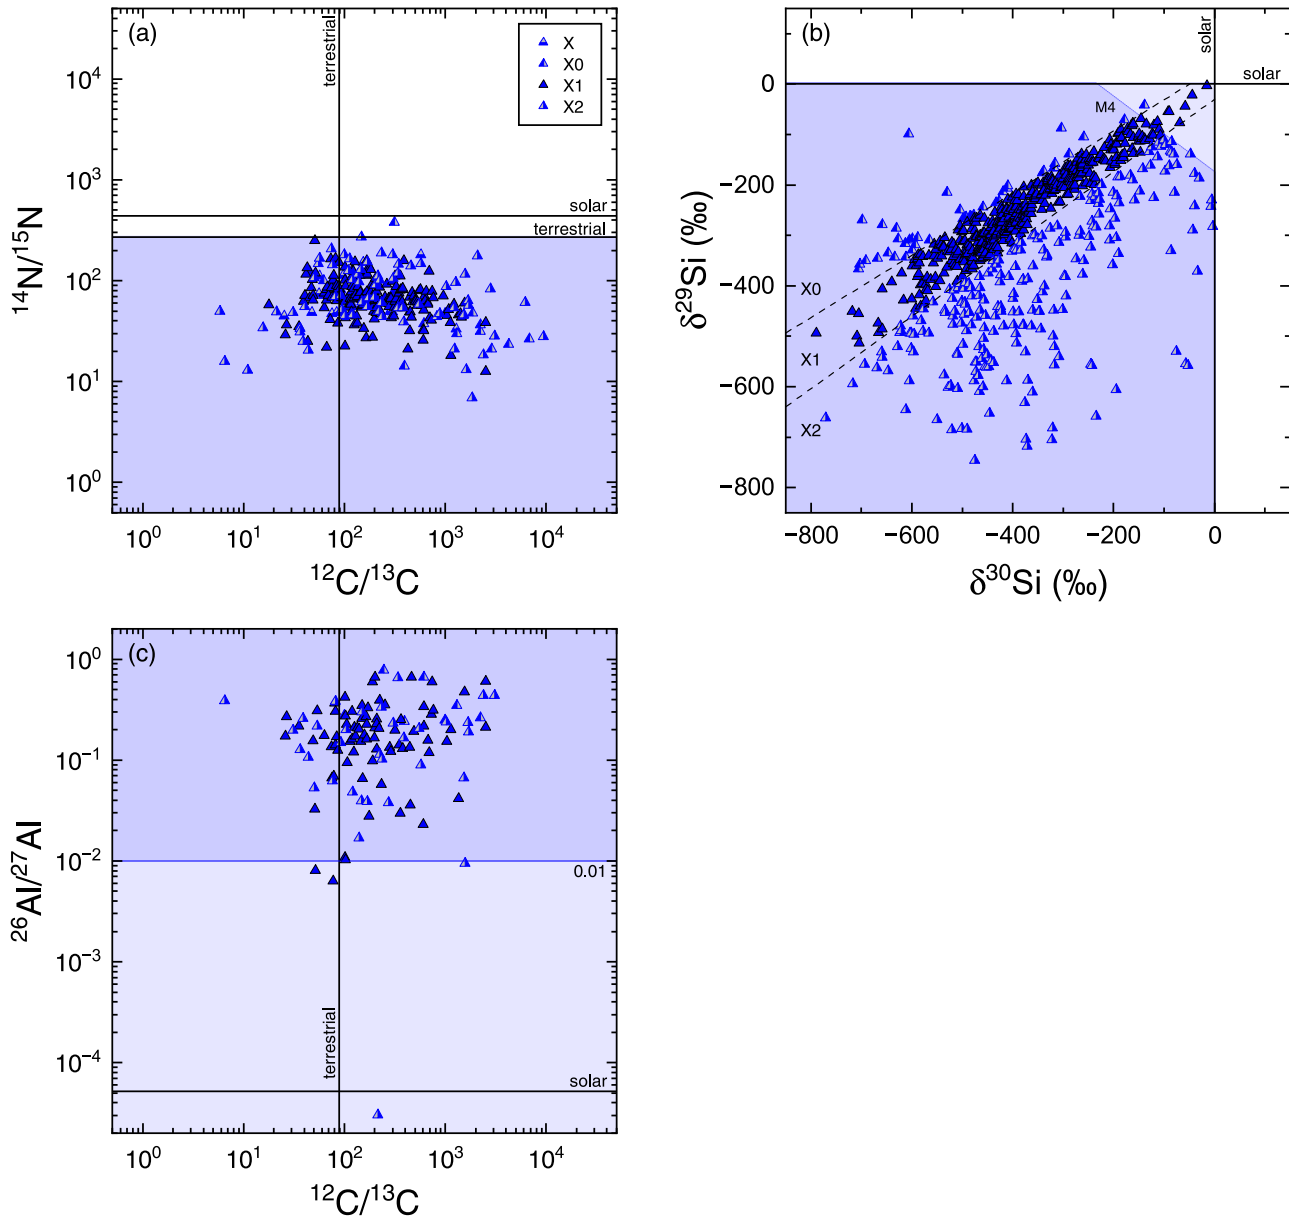 (a)
terrestrial
X
X0
X1
X2
solar
terrestrial
10⁴
10³
10²
10¹
10⁰
¹⁴N/¹⁵N
10⁰ 10¹ 10² 10³ 10⁴
¹²C/¹³C
(b)
solar
solar
M4
X0
X1
X2
0
−200
−400
−600
−800
δ²⁹Si (‰)
−800 −600 −400 −200 0
δ³⁰Si (‰)
(c)
0.01
terrestrial
solar
10⁰
10⁻¹
10⁻²
10⁻³
10⁻⁴
²⁶Al/²⁷Al
10⁰ 10¹ 10² 10³ 10⁴
¹²C/¹³C